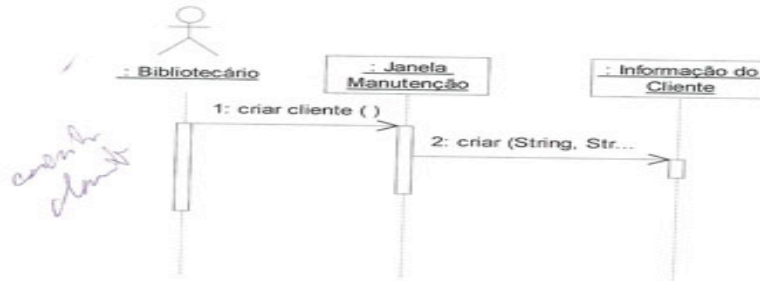 : Bibliotecário
: Janela
Manutenção
: Informação do
Cliente
1: criar cliente ( )
2: criar (String, Str...